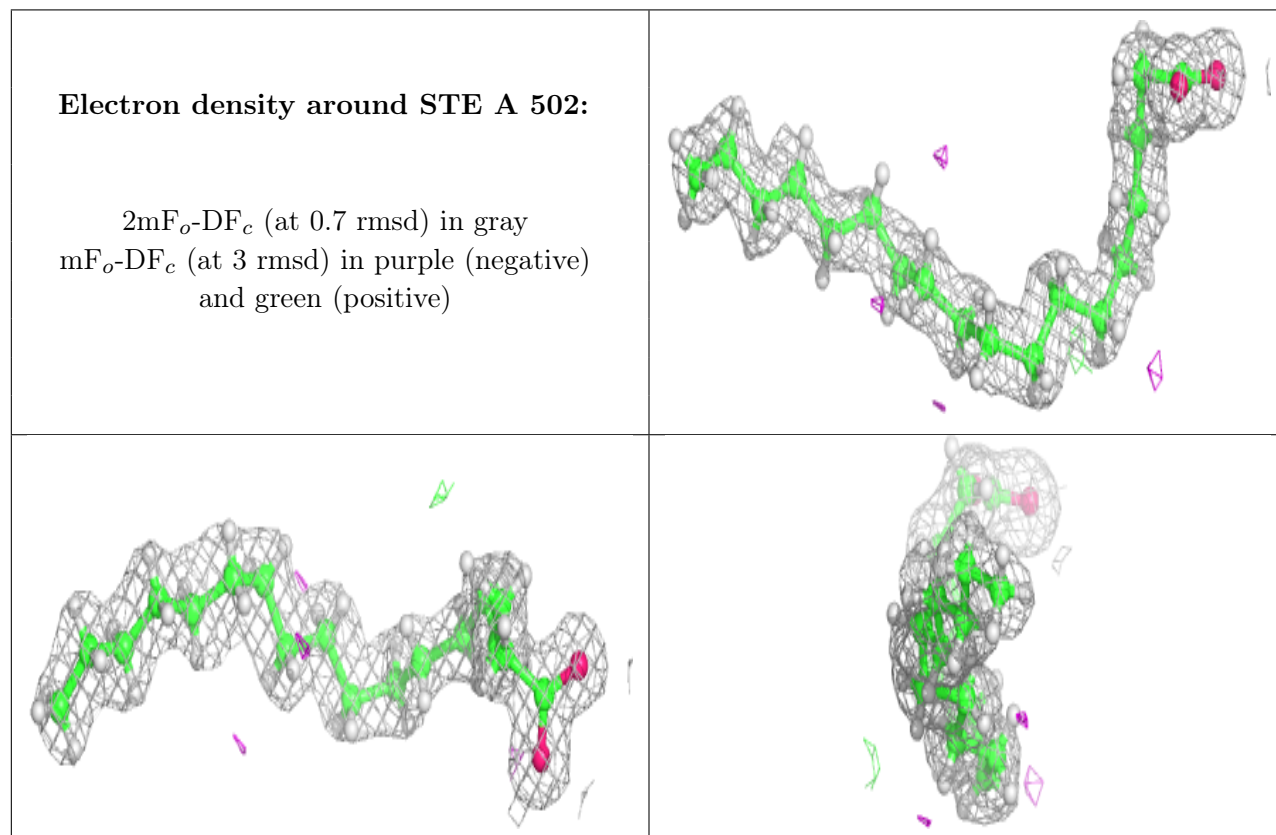 Electron density around STE A 502:
2mFo-DFc (at 0.7 rmsd) in gray
mFo-DFc (at 3 rmsd) in purple (negative)
and green (positive)